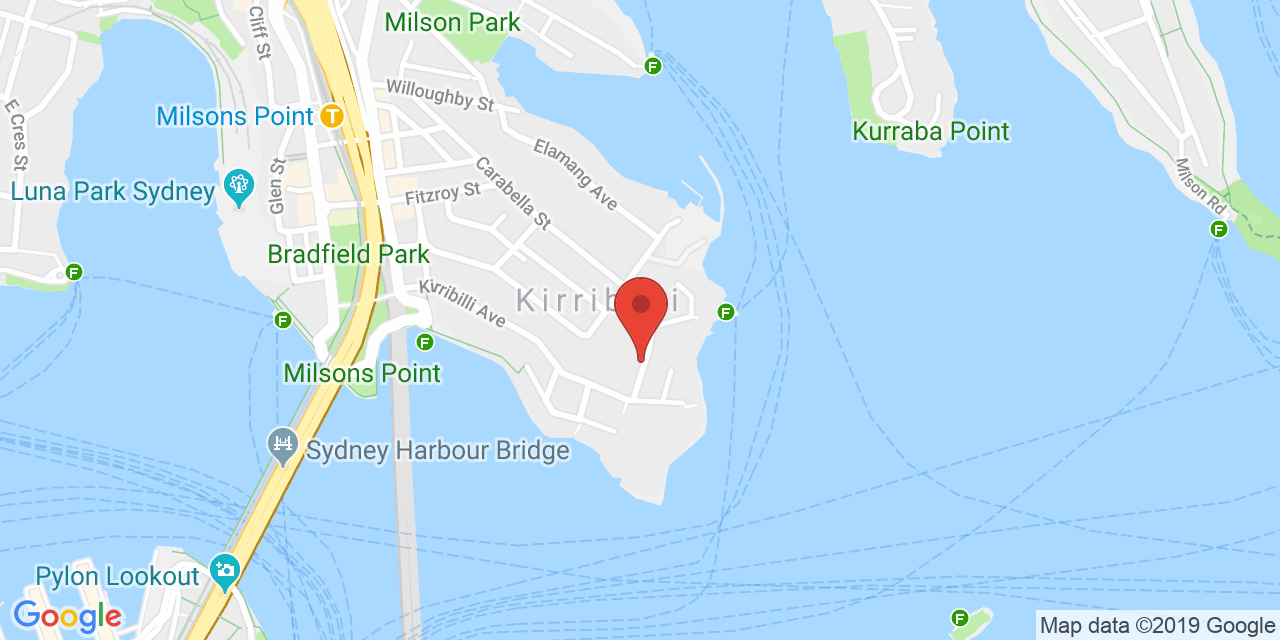 Cliff St
Milson Park
F
Willoughby St
E Cres St
Milsons Point
T
Kurraba Point
Elamang Ave
Glen St
Luna Park Sydney
Fitzroy St
Carabella St
Milson Rd
F
Bradfield Park
F
Kirribilli Ave
Kirribilli
F
F
F
Milsons Point
Sydney Harbour Bridge
Pylon Lookout
Google
F
Map data ©2019 Google